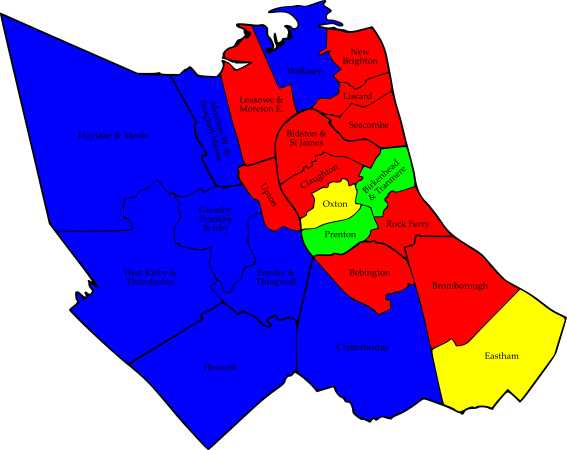 New
Brighton
Wallasey
Liscard
Leasowe &
Moreton E.
Seacombe
Moreton W. &
Saughall Massie
Hoylake & Meols
Bidston &
St James
Claughton
Birkenhead
& Tranmere
Upton
Oxton
Greasby,
Frankby
& Irby
Rock Ferry
Prenton
West Kirby &
Thurstaston
Pensby &
Thingwall
Bebington
Bromborough
Clatterbridge
Eastham
Heswall